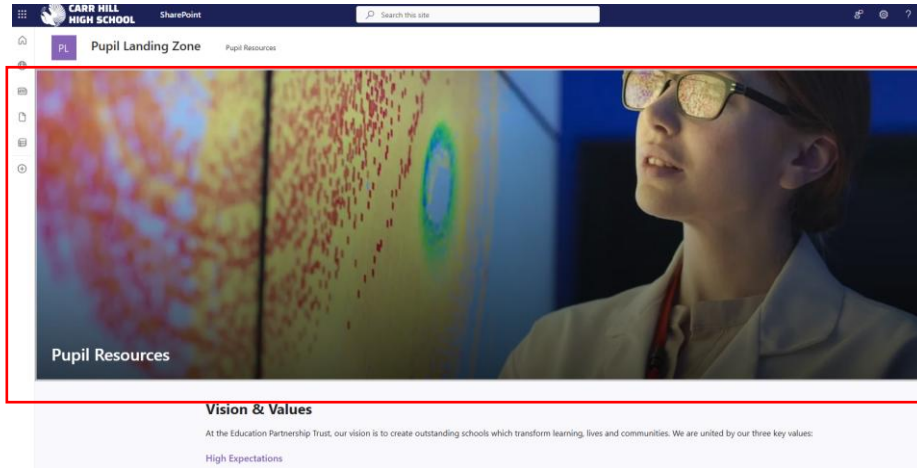 CARR HILL
HIGH SCHOOL
SharePoint
Search this site
?
PL
Pupil Landing Zone
Pupil Resources
Pupil Resources
Vision & Values
At the Education Partnership Trust, our vision is to create outstanding schools which transform learning, lives and communities. We are united by our three key values:
High Expectations